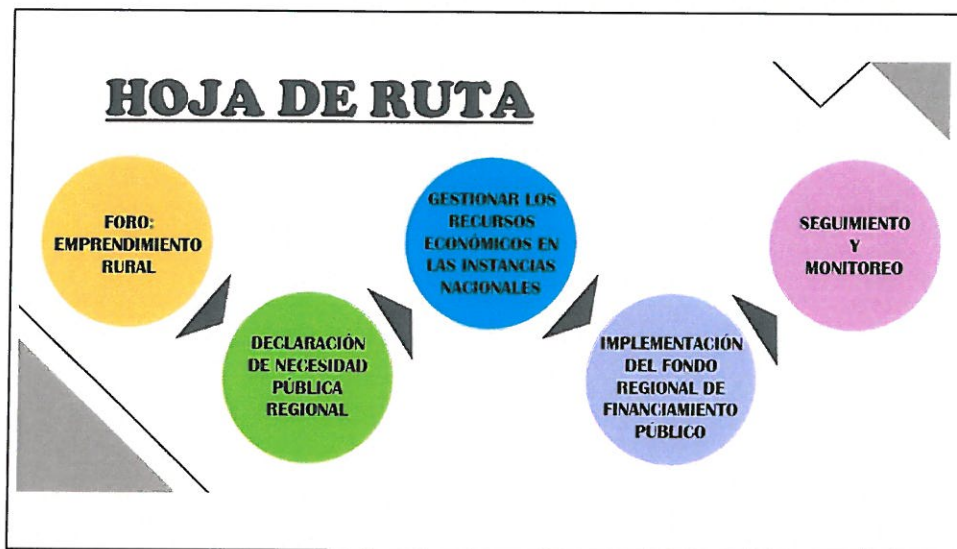 HOJA DE RUTA
FORO:
EMPRENDIMIENTO
RURAL
DECLARACIÓN
DE NECESIDAD
PÚBLICA
REGIONAL
GESTIONAR LOS
RECURSOS
ECONÓMICOS EN
LAS INSTANCIAS
NACIONALES
IMPLEMENTACIÓN
DEL FONDO
REGIONAL DE
FINANCIAMIENTO
PÚBLICO
SEGUIMIENTO
Y
MONITOREO